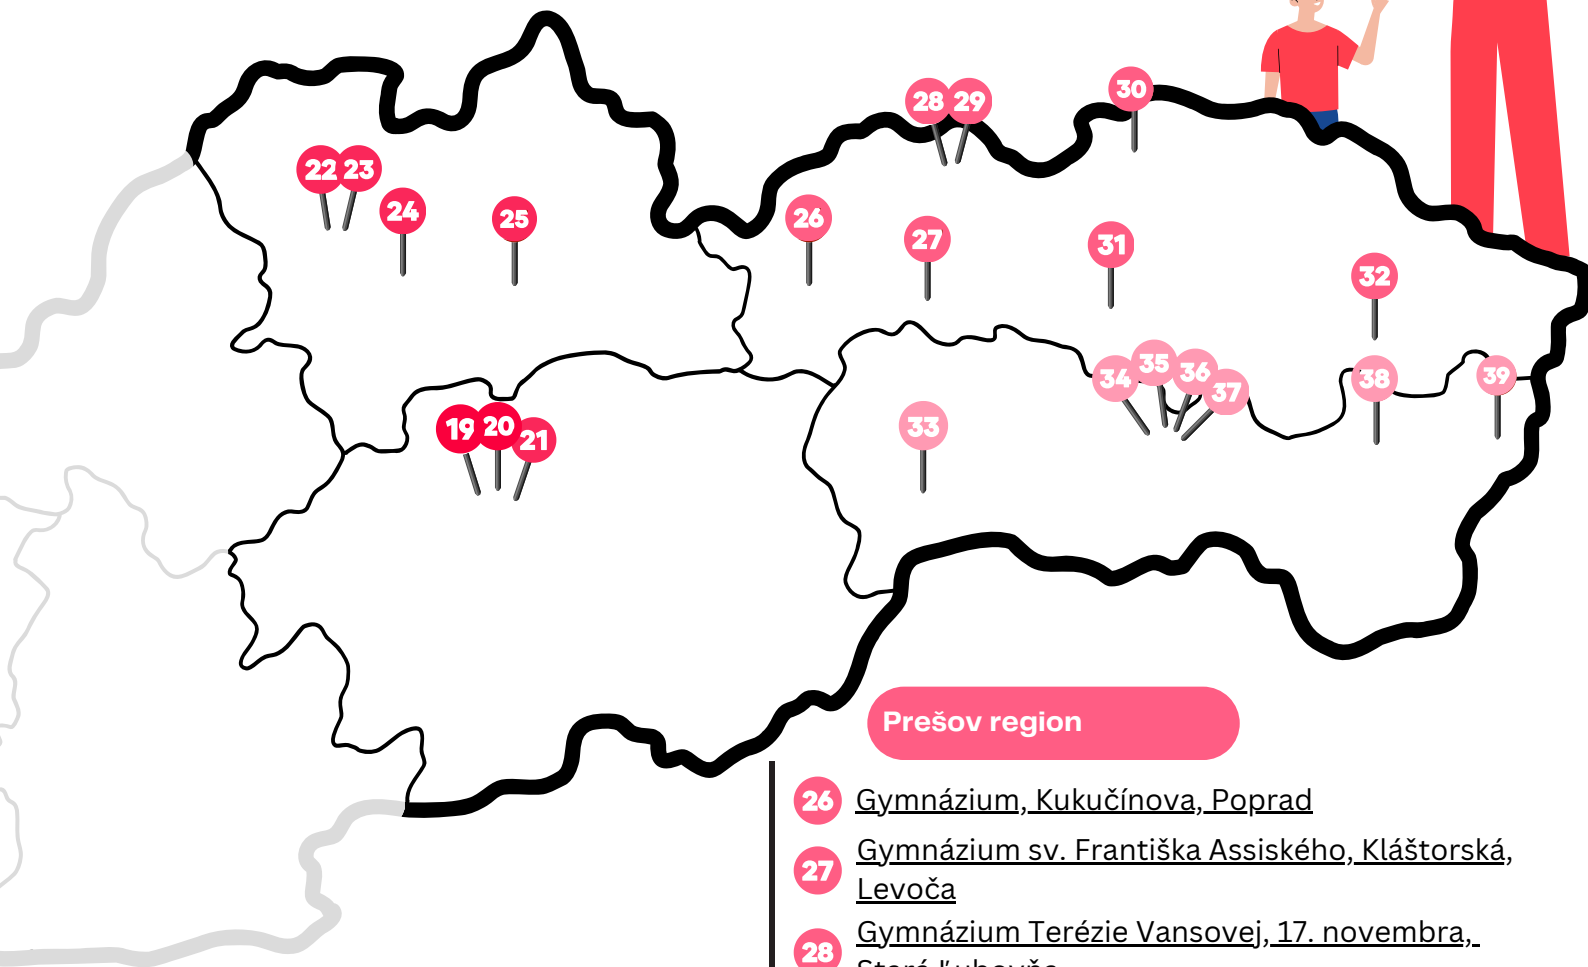 28 29
30
22 23
24
25
26
27
31
32
34
35
36
37
38
39
33
19 20 21
Prešov region
26 Gymnázium, Kukučínova, Poprad
27 Gymnázium sv. Františka Assiského, Kláštorská,
Levoča
28 Gymnázium Terézie Vansovej, 17. novembra,